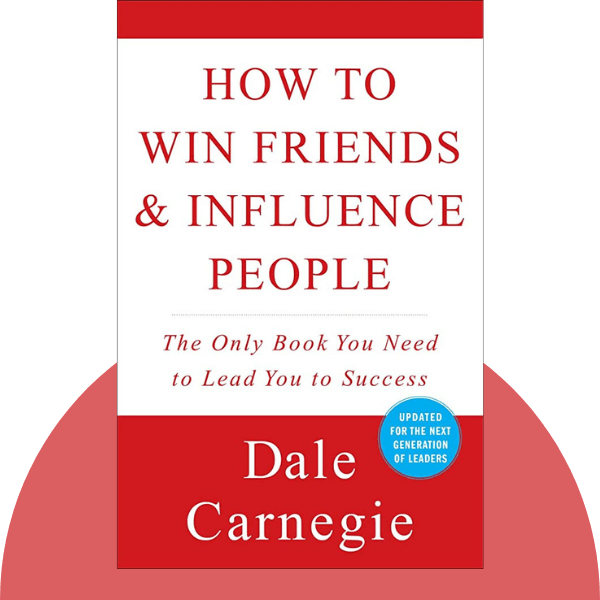 HOW TO
WIN FRIENDS
& INFLUENCE
PEOPLE
The Only Book You Need
to Lead You to Success
UPDATED
FOR THE NEXT
GENERATION
OF LEADERS
Dale
Carnegie